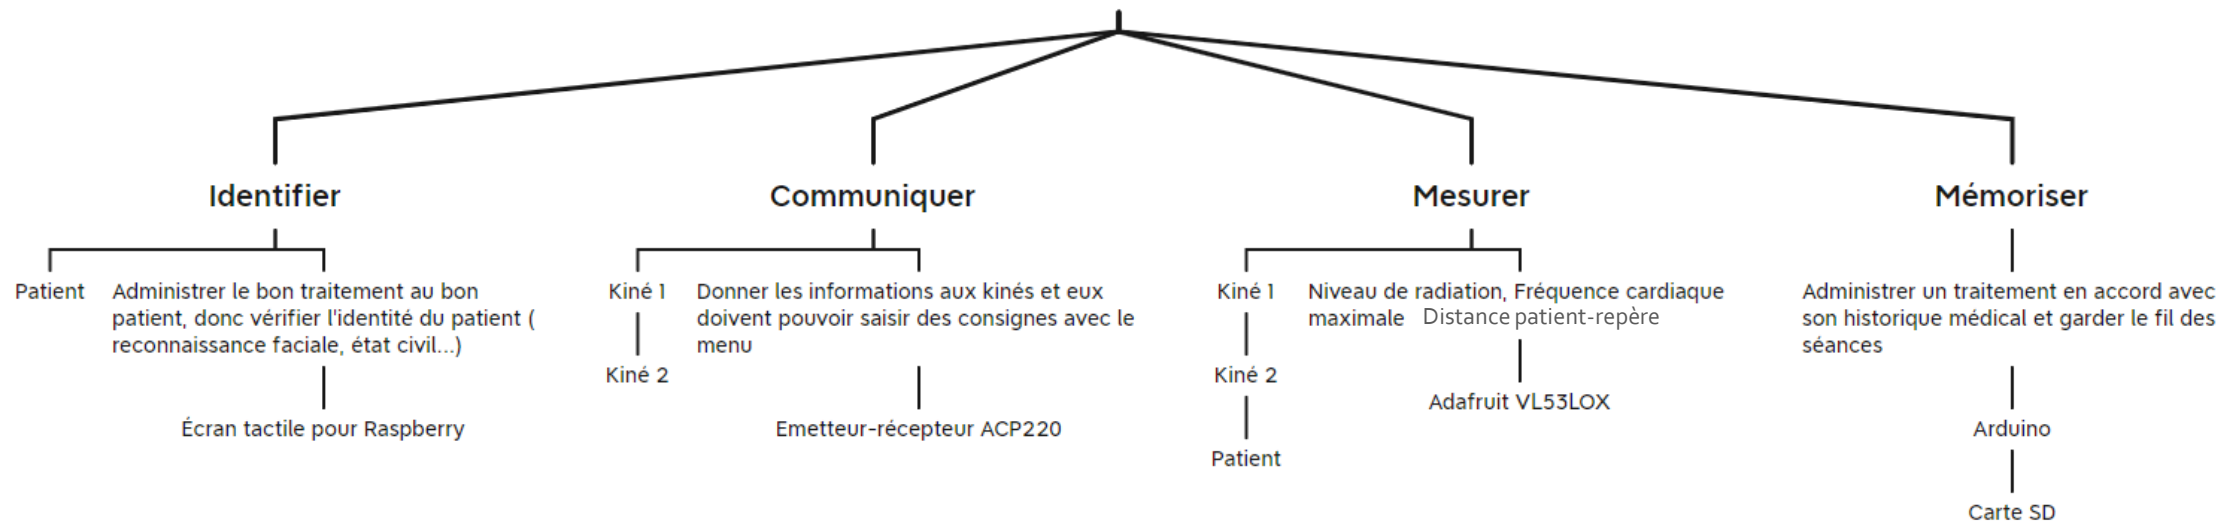 Identifier
Communiquer
Mesurer
Mémoriser
Patient
Administrer le bon traitement au bon
patient, donc vérifier l'identité du patient (
reconnaissance faciale, état civil...)
Écran tactile pour Raspberry
Kiné 1
Kiné 2
Donner les informations aux kinés et eux
doivent pouvoir saisir des consignes avec le
menu
Emetteur-récepteur ACP220
Kiné 1
Kiné 2
Patient
Niveau de radiation, Fréquence cardiaque
maximale Distance patient-repère
Adafruit VL53LOX
Administrer un traitement en accord avec
son historique médical et garder le fil des
séances
Arduino
Carte SD